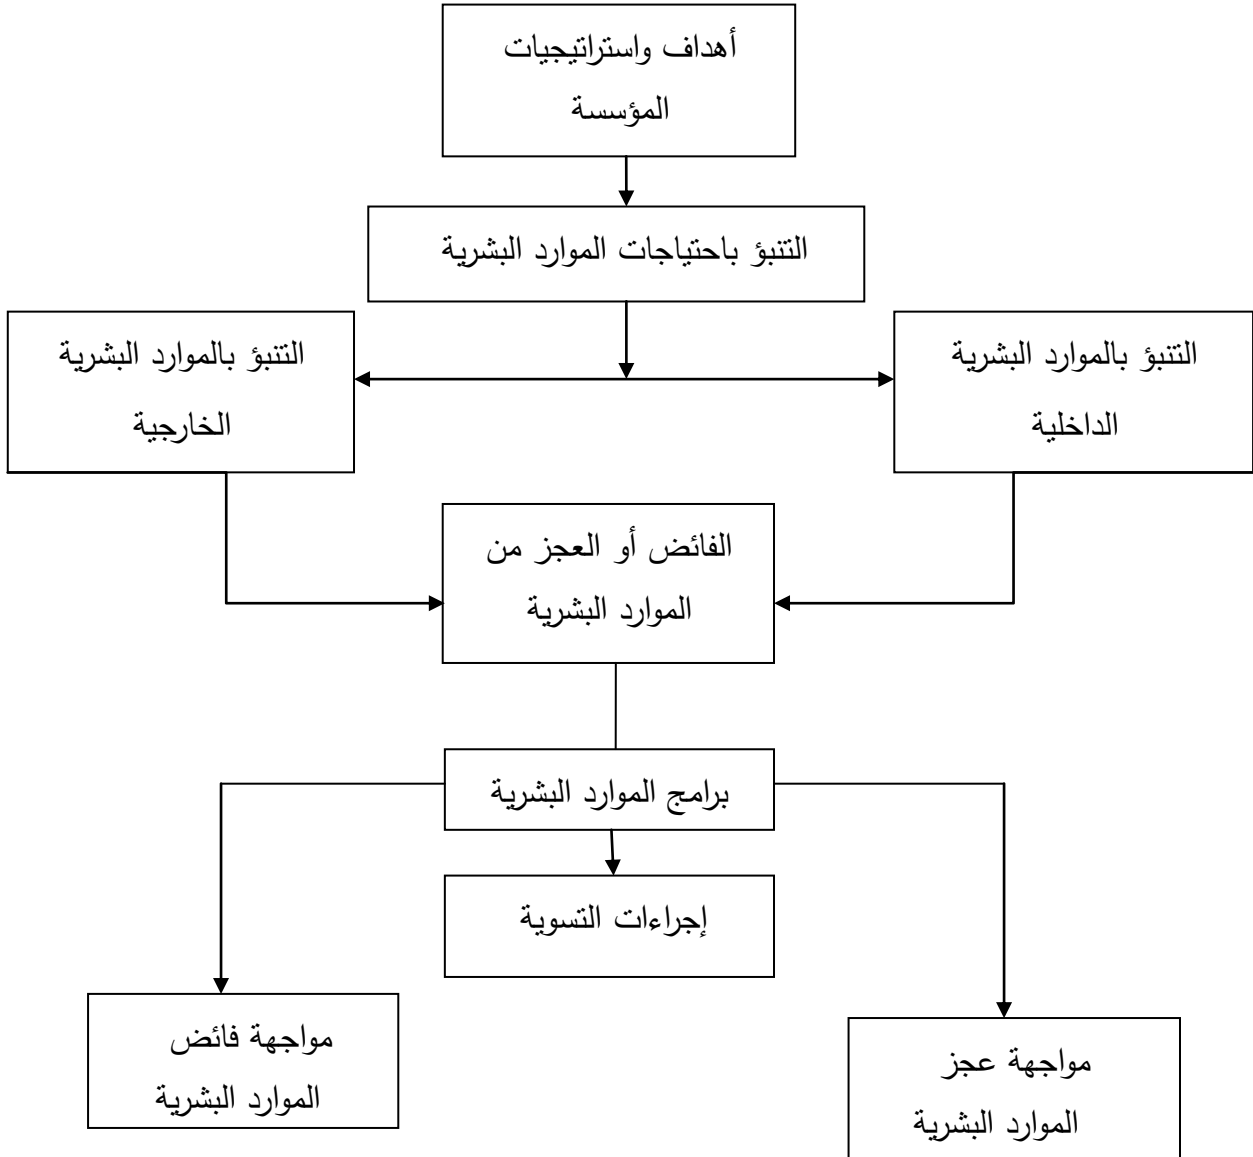 أهداف واستراتيجيات
المؤسسة
التنبؤ باحتياجات الموارد البشرية
التنبؤ بالموارد البشرية
الداخلية
التنبؤ بالموارد البشرية
الخارجية
الفائض أو العجز من
الموارد البشرية
برامج الموارد البشرية
إجراءات التسوية
مواجهة عجز
الموارد البشرية
مواجهة فائض
الموارد البشرية